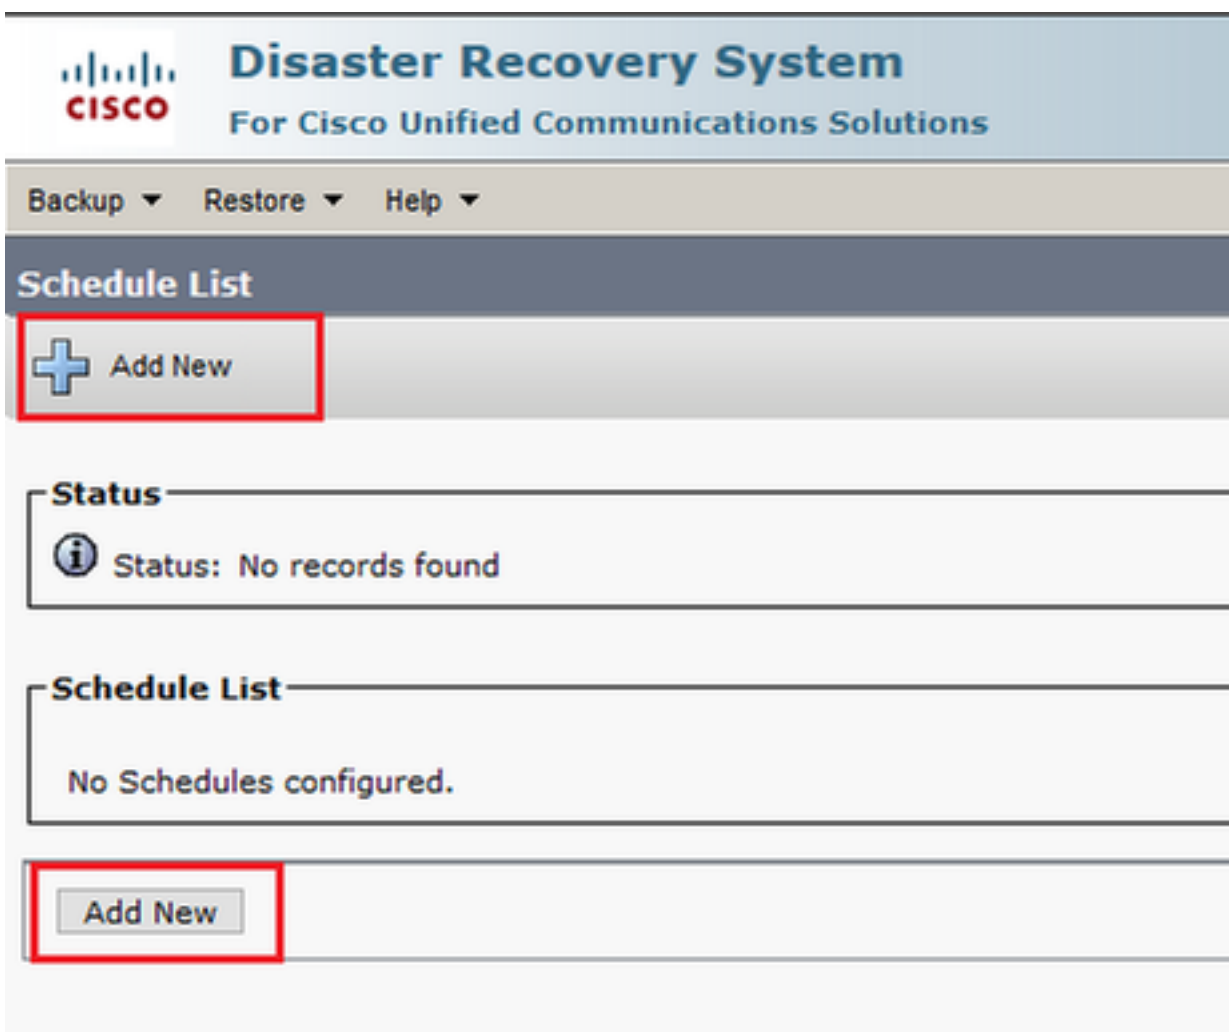 CISCO
Disaster Recovery System
For Cisco Unified Communications Solutions
Backup Restore Help
Schedule List
Add New
Status
Status: No records found
Schedule List
No Schedules configured.
Add New